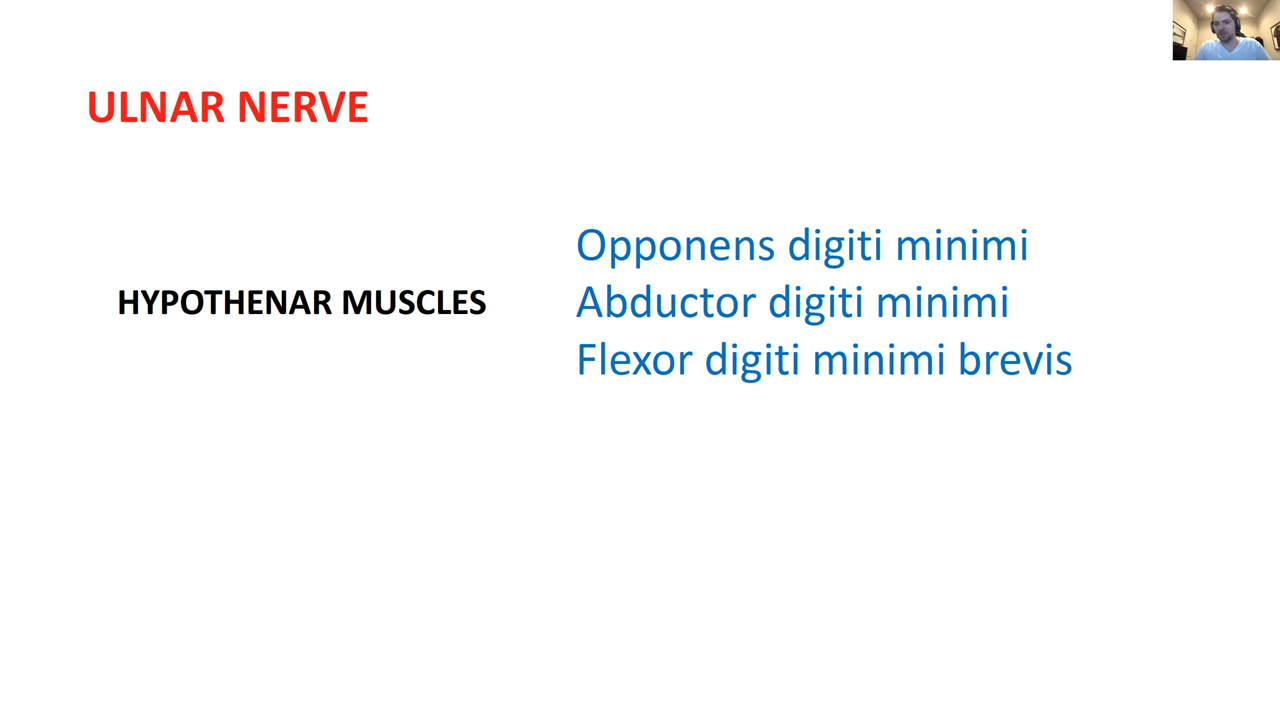 ULNAR NERVE
HYPOTHENAR MUSCLES
Opponens digiti minimi
Abductor digiti minimi
Flexor digiti minimi brevis